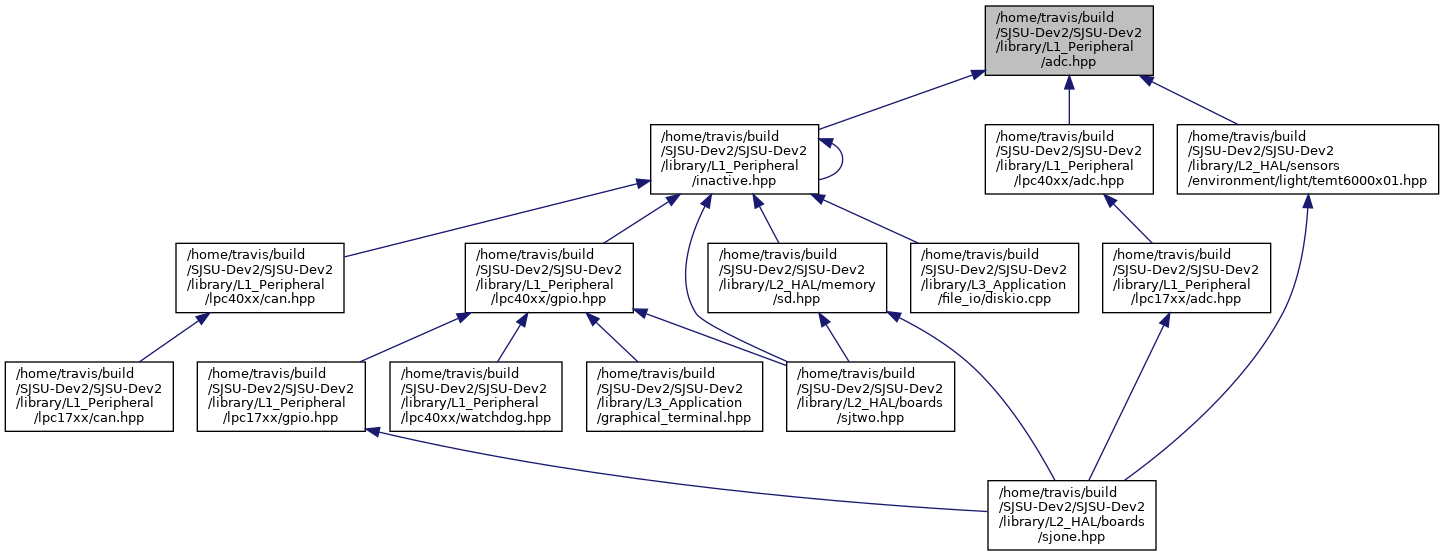 /home/travis/build
/SJSU-Dev2/SJSU-Dev2
/library/L1_Peripheral
/adc.hpp
/home/travis/build
/SJSU-Dev2/SJSU-Dev2
/library/L1_Peripheral
/inactive.hpp
/home/travis/build
/SJSU-Dev2/SJSU-Dev2
/library/L1_Peripheral
/lpc40xx/adc.hpp
/home/travis/build
/SJSU-Dev2/SJSU-Dev2
/library/L2_HAL/sensors
/environment/light/temt6000x01.hpp
/home/travis/build
/SJSU-Dev2/SJSU-Dev2
/library/L1_Peripheral
/lpc40xx/can.hpp
/home/travis/build
/SJSU-Dev2/SJSU-Dev2
/library/L1_Peripheral
/lpc40xx/gpio.hpp
/home/travis/build
/SJSU-Dev2/SJSU-Dev2
/library/L2_HAL/memory
/sd.hpp
/home/travis/build
/SJSU-Dev2/SJSU-Dev2
/library/L3_Application
/file_io/diskio.cpp
/home/travis/build
/SJSU-Dev2/SJSU-Dev2
/library/L1_Peripheral
/lpc17xx/adc.hpp
/home/travis/build
/SJSU-Dev2/SJSU-Dev2
/library/L1_Peripheral
/lpc17xx/can.hpp
/home/travis/build
/SJSU-Dev2/SJSU-Dev2
/library/L1_Peripheral
/lpc17xx/gpio.hpp
/home/travis/build
/SJSU-Dev2/SJSU-Dev2
/library/L1_Peripheral
/lpc40xx/watchdog.hpp
/home/travis/build
/SJSU-Dev2/SJSU-Dev2
/library/L3_Application
/graphical_terminal.hpp
/home/travis/build
/SJSU-Dev2/SJSU-Dev2
/library/L2_HAL/boards
/sjtwo.hpp
/home/travis/build
/SJSU-Dev2/SJSU-Dev2
/library/L2_HAL/boards
/sjone.hpp